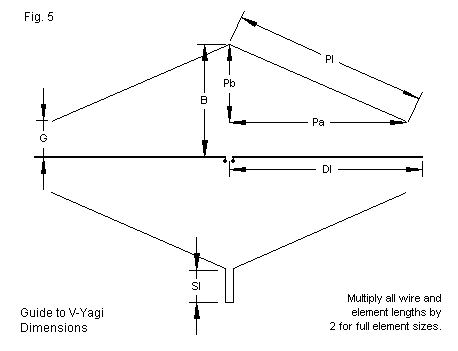 Fig. 5
Pl
B
Pb
Pa
G
Dl
Sl
Guide to V-Yagi
Dimensions
Multiply all wire and
element lengths by
2 for full element sizes.